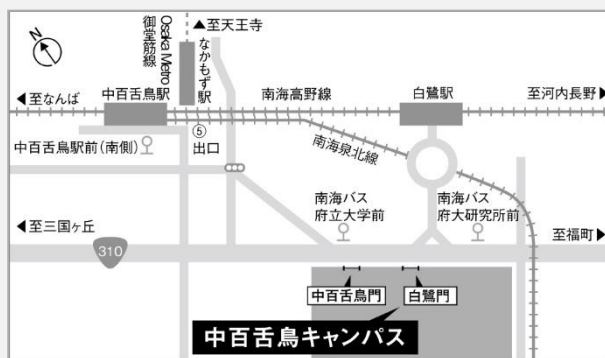 N
Osaka Metro
御堂筋線
▲至天王寺
なかもず駅
◀至なんば
中百舌鳥駅
南海高野線
白鷺駅
至河内長野▶
⑤
出口
中百舌鳥駅前(南側)
南海泉北線
南海バス
府立大学前
南海バス
府大研究所前
◀至三国ヶ丘
310
至福町▶
中百舌鳥門
白鷺門
中百舌鳥キャンパス